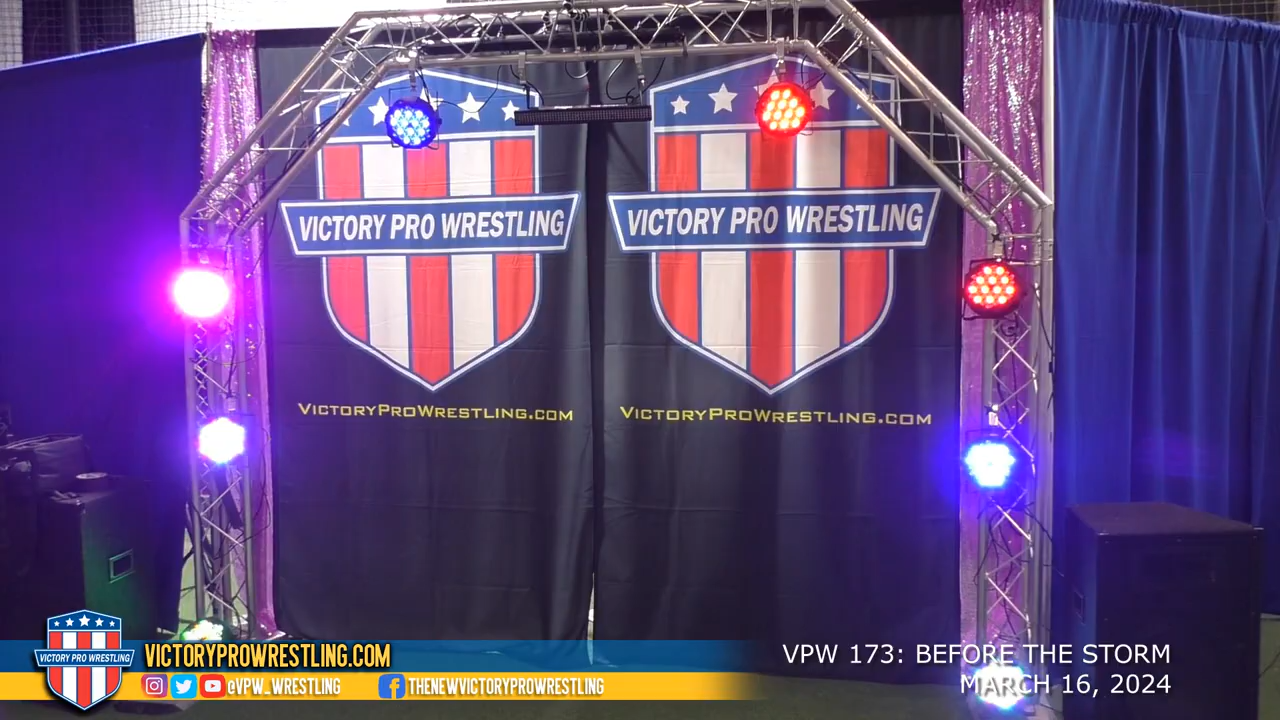 VICTORY PRO WRESTLING
VICTORYPROWRESTLING.COM
VICTORY PRO WRESTLING
VICTORYPROWRESTLING.COM
VICTORY PRO WRESTLING
VICTORYPROWRESTLING.COM
@VPW_WRESTLING
THENEWVICTORYPROWRESTLING
VPW 173: BEFORE THE STORM
MARCH 16, 2024